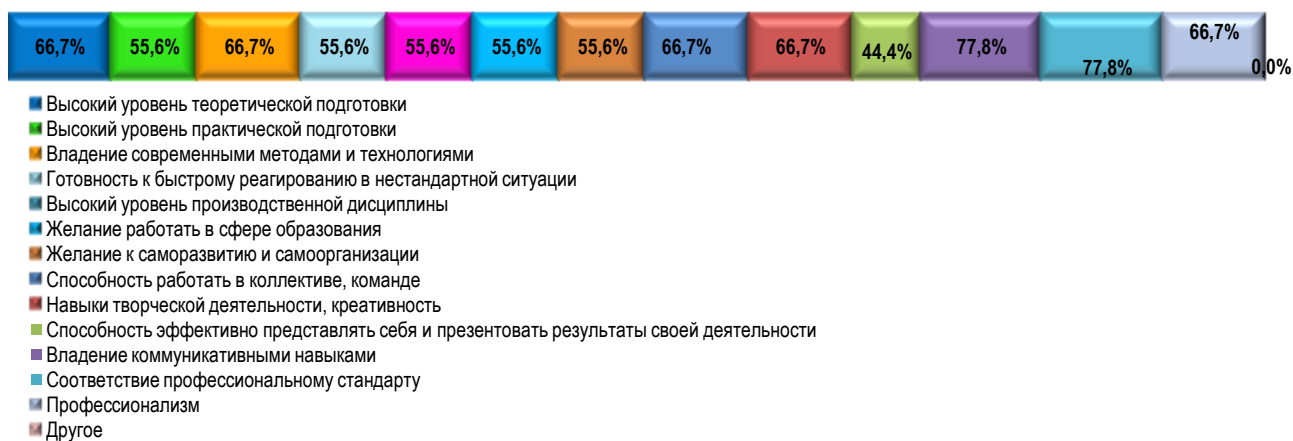 66,7% 55,6% 66,7% 55,6% 55,6% 55,6% 55,6% 66,7% 66,7% 44,4% 77,8% 77,8% 66,7% 0,0%
Высокий уровень теоретической подготовки
Высокий уровень практической подготовки
Владение современными методами и технологиями
Готовность к быстрому реагированию в нестандартной ситуации
Высокий уровень производственной дисциплины
Желание работать в сфере образования
Желание к саморазвитию и самоорганизации
Способность работать в коллективе, команде
Навыки творческой деятельности, креативность
Способность эффективно представлять себя и презентовать результаты своей деятельности
Владение коммуникативными навыками
Соответствие профессиональному стандарту
Профессионализм
Другое